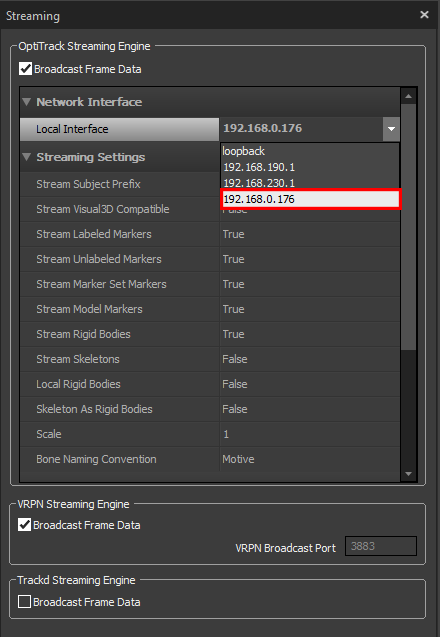 Streaming
OptiTrack Streaming Engine
Broadcast Frame Data
Network Interface
Local Interface 192.168.0.176
loopback
192.168.190.1
192.168.230.1
192.168.0.176
Streaming Settings
Stream Subject Prefix
Stream Visual3D Compatible False
Stream Labeled Markers True
Stream Unlabeled Markers True
Stream Marker Set Markers True
Stream Model Markers True
Stream Rigid Bodies True
Stream Skeletons False
Local Rigid Bodies False
Skeleton As Rigid Bodies False
Scale 1
Bone Naming Convention Motive
VRPN Streaming Engine
Broadcast Frame Data
VRPN Broadcast Port 3883
Trackd Streaming Engine
Broadcast Frame Data